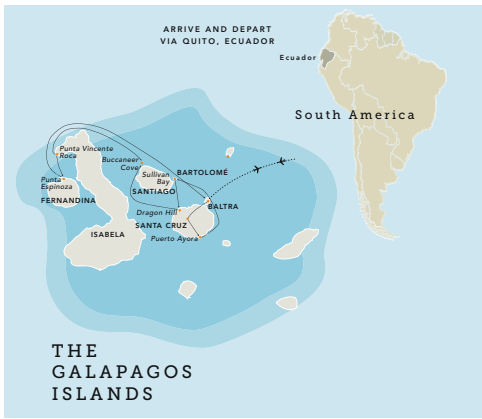 ARRIVE AND DEPART
VIA QUITO, ECUADOR
Ecuador
South America
Punta Vincente
Roca
Buccaneer
Cove
BARTOLOMÉ
Sullivan
Bay
Punta
Espinoza
SANTIAGO
FERNANDINA
BALTRA
Dragon Hill
SANTA CRUZ
ISABELA
Puerto Ayora
THE
GALAPAGOS
ISLANDS